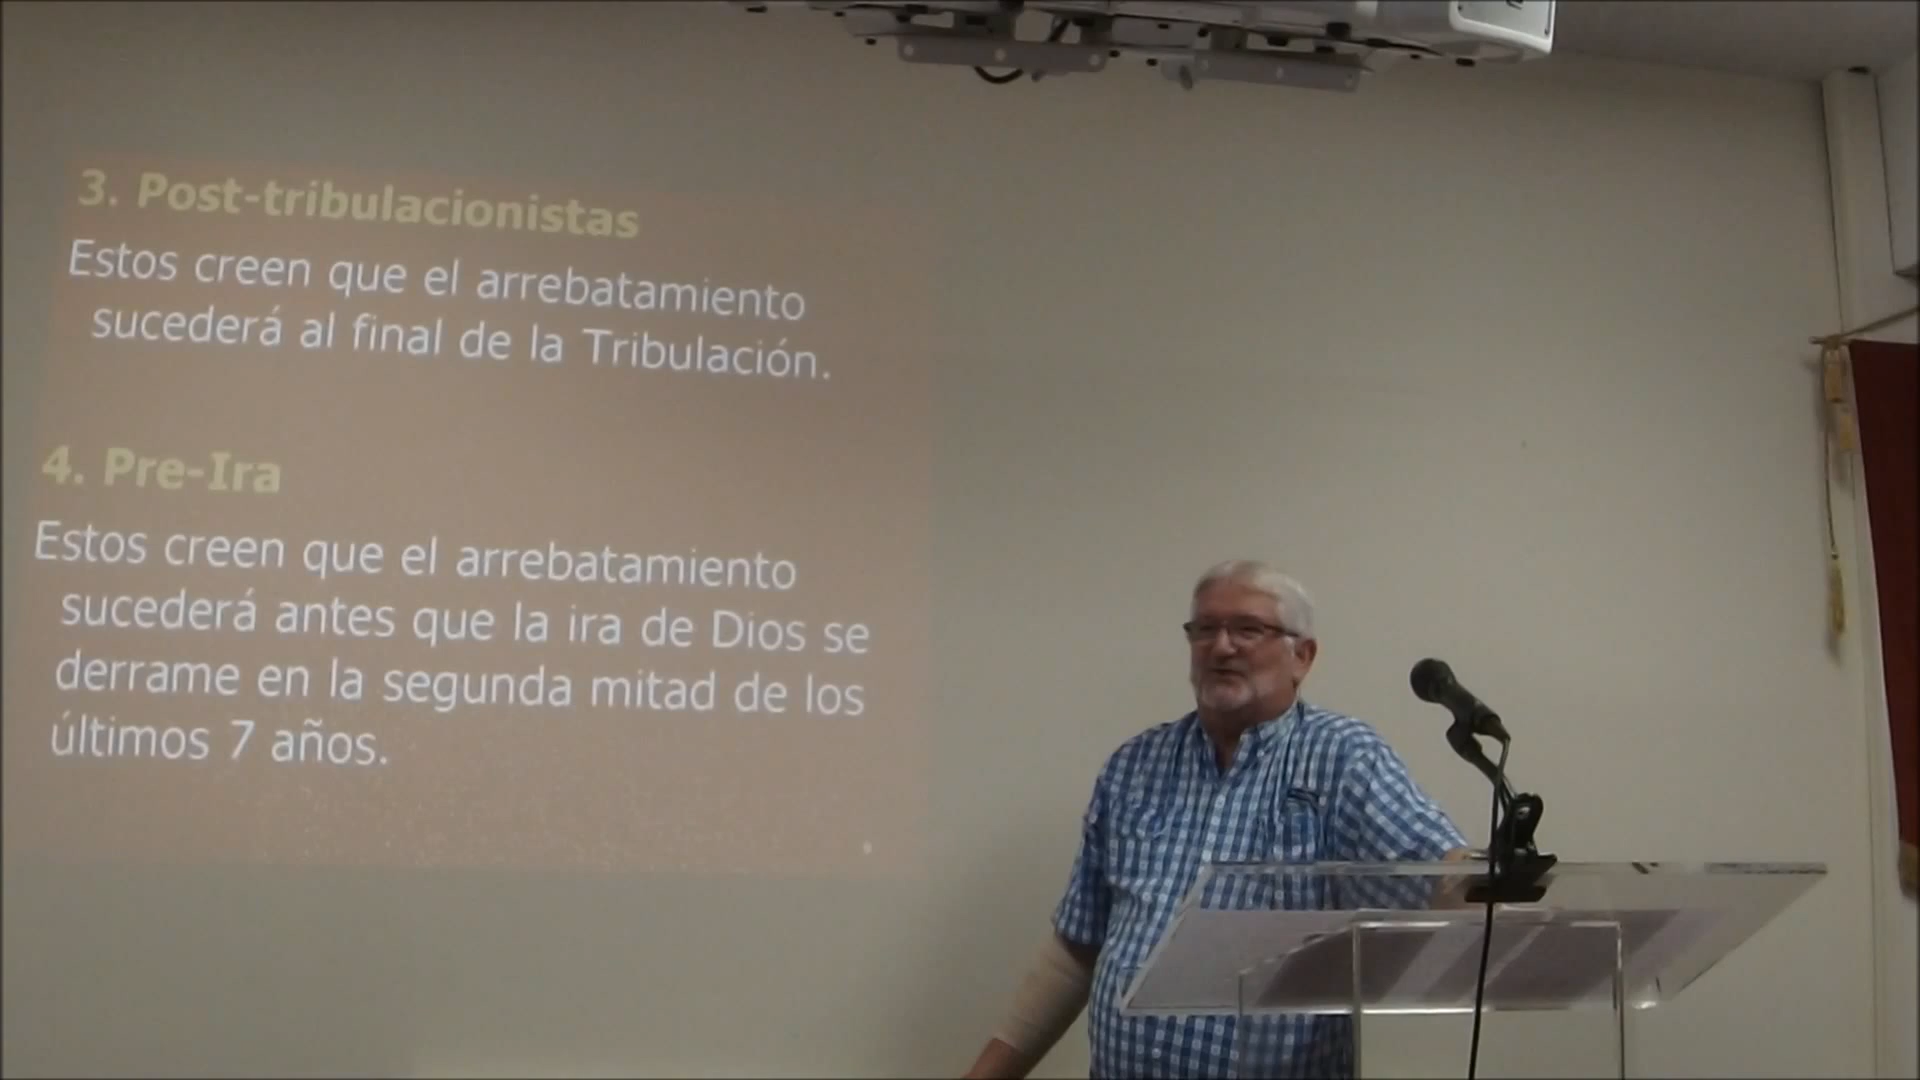 3. Post-tribulacionistas
Estos creen que el arrebatamiento
sucederá al final de la Tribulación.
4. Pre-Ira
Estos creen que el arrebatamiento
sucederá antes que la ira de Dios se
derrame en la segunda mitad de los
últimos 7 años.